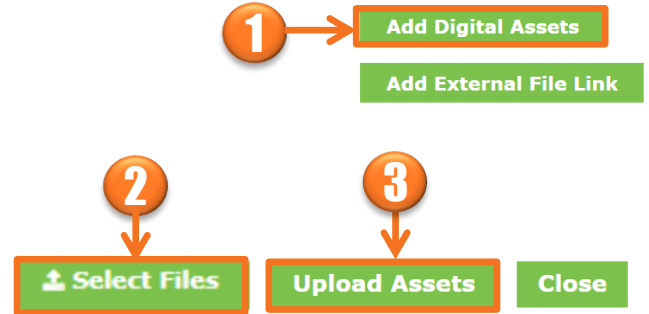 1
Add Digital Assets
Add External File Link
2
3
Select Files
Upload Assets
Close